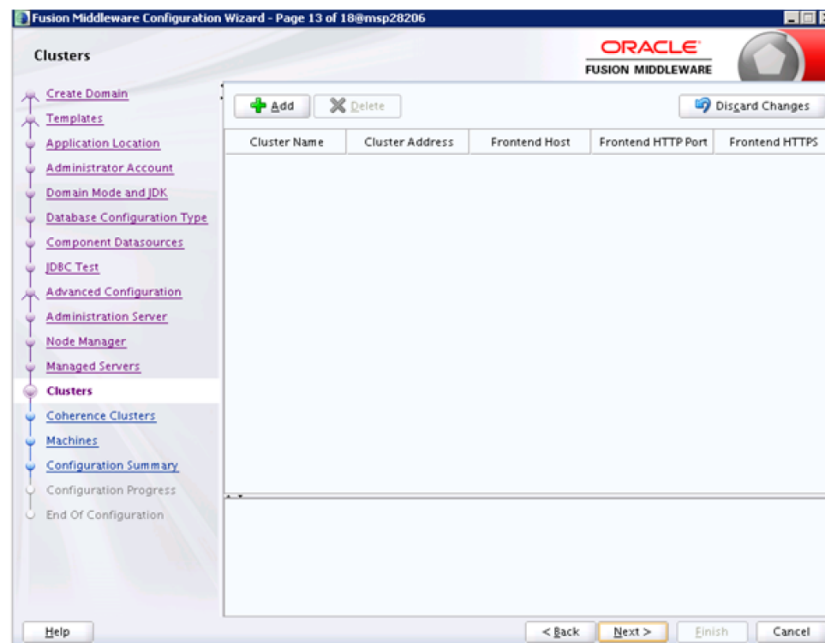 Fusion Middleware Configuration Wizard - Page 13 of 18@msp28206
Clusters
ORACLE
FUSION MIDDLEWARE
Create Domain
Templates
Application Location
Administrator Account
Domain Mode and JDK
Database Configuration Type
Component Datasources
JDBC Test
Advanced Configuration
Administration Server
Node Manager
Managed Servers
Clusters
Coherence Clusters
Machines
Configuration Summary
Configuration Progress
End Of Configuration
Add Delete Discard Changes
Cluster Name Cluster Address Frontend Host Frontend HTTP Port Frontend HTTPS
Help < Back Next > Finish Cancel